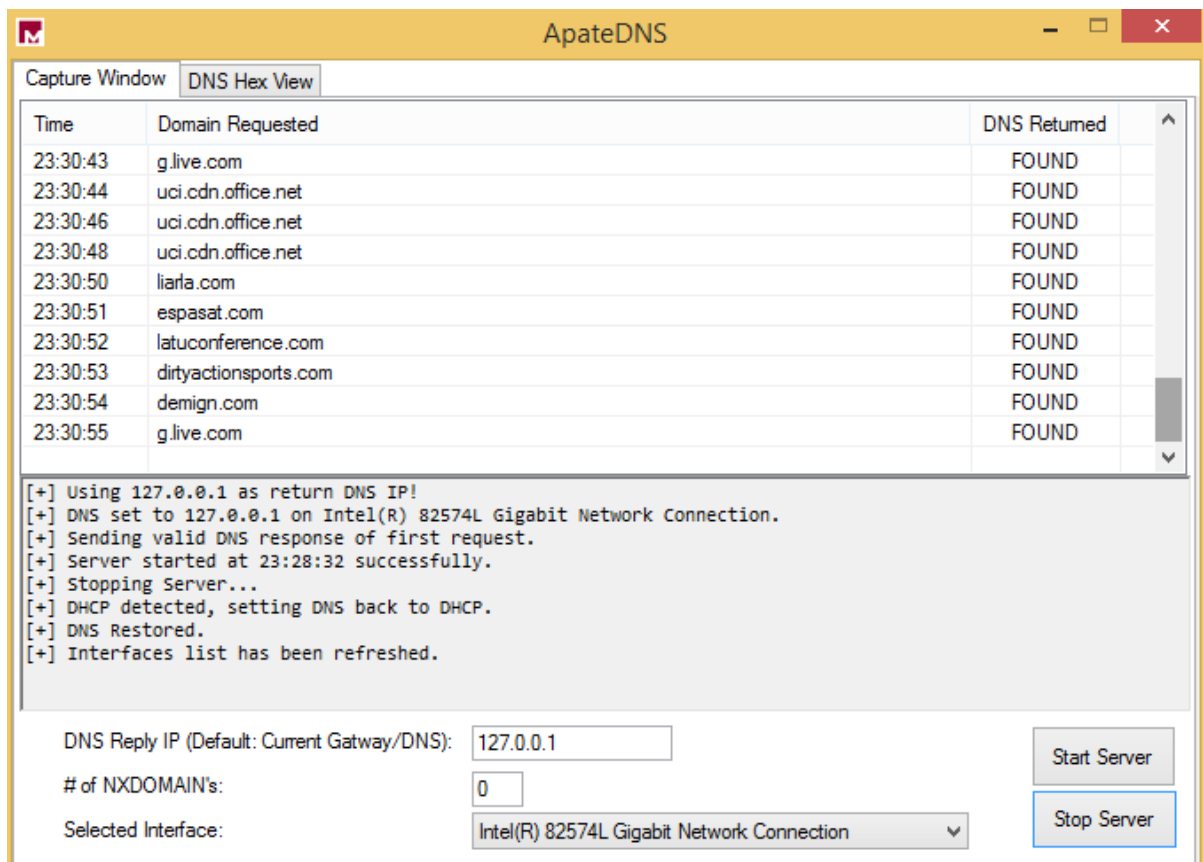 ApateDNS
Capture Window DNS Hex View
Time Domain Requested DNS Returned
23:30:43 g.live.com FOUND
23:30:44 uci.cdn.office.net FOUND
23:30:46 uci.cdn.office.net FOUND
23:30:48 uci.cdn.office.net FOUND
23:30:50 liarla.com FOUND
23:30:51 espasat.com FOUND
23:30:52 latuconference.com FOUND
23:30:53 dirtyactionsports.com FOUND
23:30:54 demign.com FOUND
23:30:55 g.live.com FOUND
[+] Using 127.0.0.1 as return DNS IP!
[+] DNS set to 127.0.0.1 on Intel(R) 82574L Gigabit Network Connection.
[+] Sending valid DNS response of first request.
[+] Server started at 23:28:32 successfully.
[+] Stopping Server...
[+] DHCP detected, setting DNS back to DHCP.
[+] DNS Restored.
[+] Interfaces list has been refreshed.
DNS Reply IP (Default: Current Gatway/DNS): 127.0.0.1
Start Server
# of NXDOMAIN's: 0
Stop Server
Selected Interface: Intel(R) 82574L Gigabit Network Connection